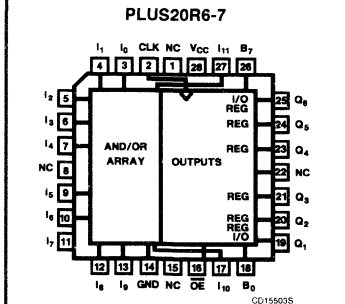 PLUS20R6-7
I1 I0 CLK NC VCC I11 B7
4 3 2 1 28 27 26
I2 5 I/O 25 Q6
REG
I3 6 REG 24 Q5
I4 7 AND/OR REG 23 Q4
NC 8 ARRAY OUTPUTS 22 NC
I5 9 REG 21 Q3
I6 10 REG 20 Q2
REG
I7 11 I/O 19 Q1
12 13 14 15 16 17 18
I8 I9 GND NC OE I10 B0
CD15503S